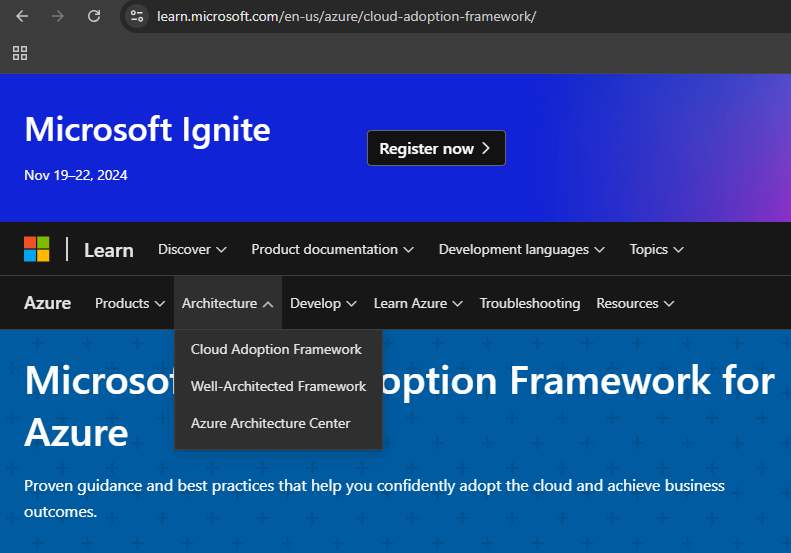 learn.microsoft.com/en-us/azure/cloud-adoption-framework/
Microsoft Ignite
Register now
Nov 19–22, 2024
Learn Discover Product documentation Development languages Topics
Azure Products Architecture Develop Learn Azure Troubleshooting Resources
Cloud Adoption Framework
Well-Architected Framework
Azure Architecture Center
Microsof option Framework for
Azure
Proven guidance and best practices that help you confidently adopt the cloud and achieve business
outcomes.